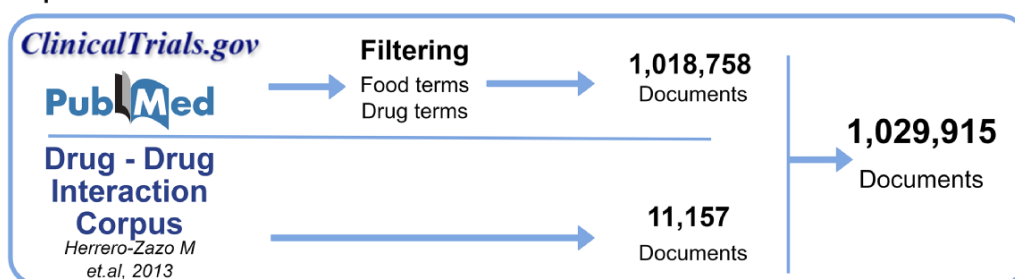 ClinicalTrials.gov
PubMed
Filtering
Food terms
Drug terms
1,018,758
Documents
Drug - Drug
Interaction
Corpus
Herrero-Zazo M
et.al, 2013
11,157
Documents
1,029,915
Documents